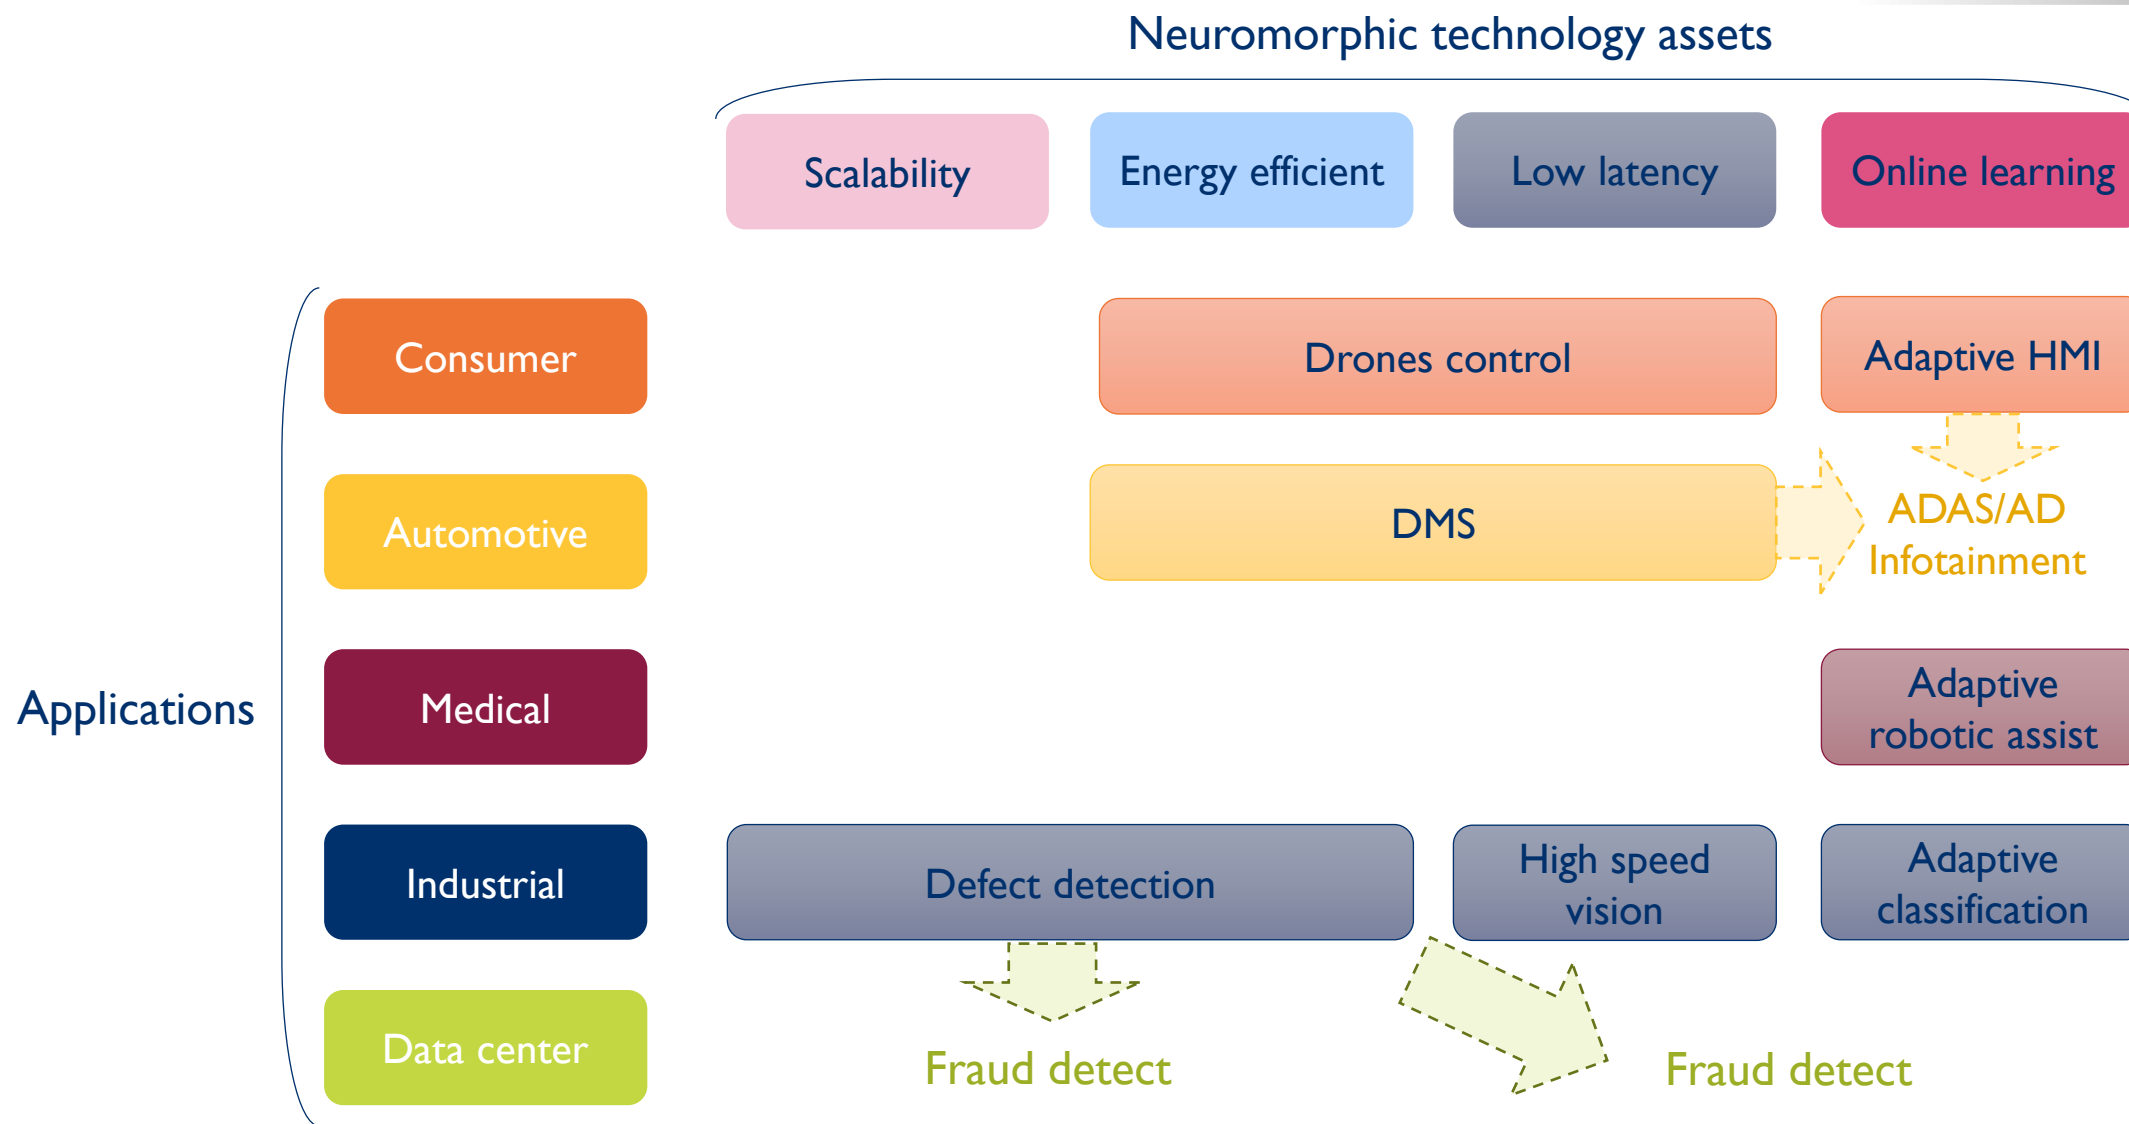 Neuromorphic technology assets
Scalability
Energy efficient
Low latency
Online learning
Applications
Consumer
Drones control
Adaptive HMI
Automotive
DMS
ADAS/AD
Infotainment
Medical
Adaptive
robotic assist
Industrial
Defect detection
High speed
vision
Adaptive
classification
Data center
Fraud detect
Fraud detect